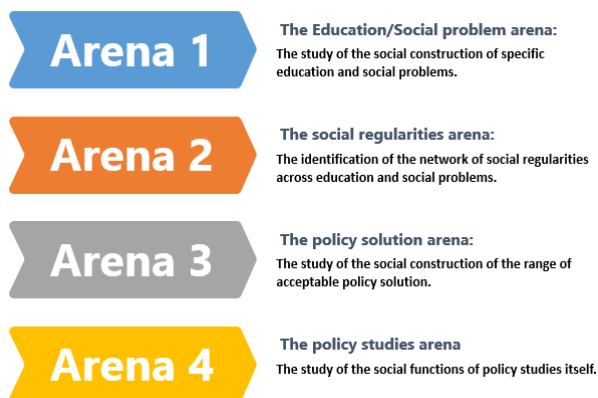 Arena 1
The Education/Social problem arena:
The study of the social construction of specific
education and social problems.
Arena 2
The social regularities arena:
The identification of the network of social regularities
across education and social problems.
Arena 3
The policy solution arena:
The study of the social construction of the range of
acceptable policy solution.
Arena 4
The policy studies arena
The study of the social functions of policy studies itself.